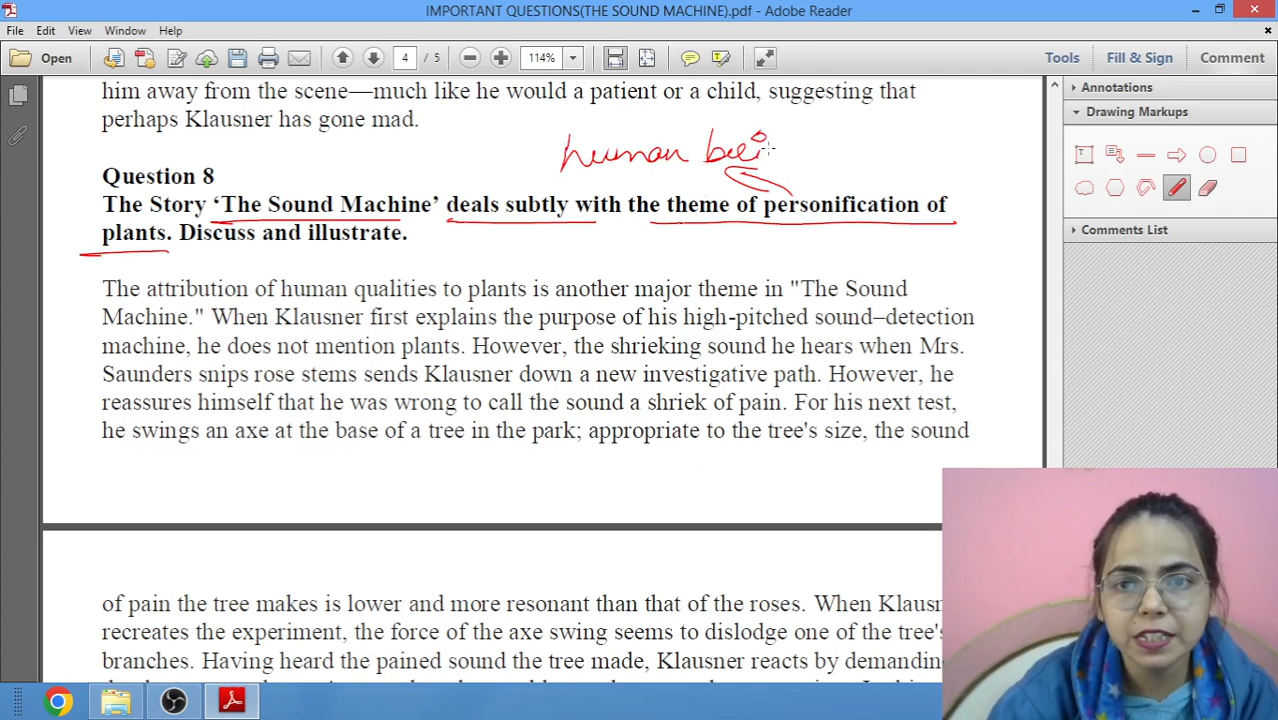 IMPORTANT QUESTIONS(THE SOUND MACHINE).pdf - Adobe Reader
File Edit View Window Help
Open 4 / 5 114% Tools Fill & Sign Comment
him away from the scene—much like he would a patient or a child, suggesting that
perhaps Klausner has gone mad.
human bei
Question 8
The Story ‘The Sound Machine’ deals subtly with the theme of personification of
plants. Discuss and illustrate.
The attribution of human qualities to plants is another major theme in "The Sound
Machine." When Klausner first explains the purpose of his high-pitched sound–detection
machine, he does not mention plants. However, the shrieking sound he hears when Mrs.
Saunders snips rose stems sends Klausner down a new investigative path. However, he
reassures himself that he was wrong to call the sound a shriek of pain. For his next test,
he swings an axe at the base of a tree in the park; appropriate to the tree's size, the sound
of pain the tree makes is lower and more resonant than that of the roses. When Klausn
recreates the experiment, the force of the axe swing seems to dislodge one of the tree's
branches. Having heard the pained sound the tree made, Klausner reacts by demandin
Annotations
Drawing Markups
Comments List